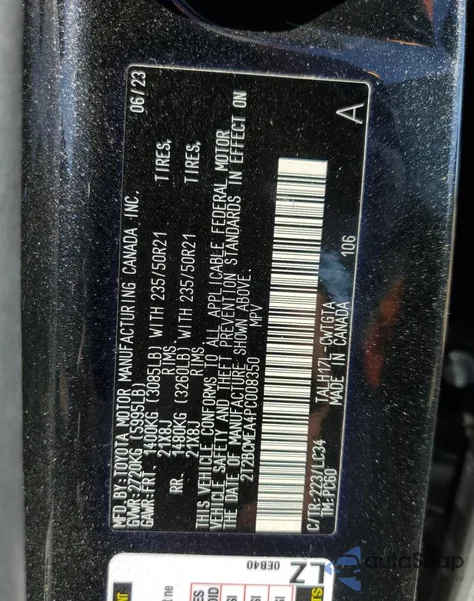 MFD.BY:TOYOTA MOTOR MANUFACTURING CANADA INC. 06/23
GVWR:2720KG (5995LB)
GAWR:FRT. 1400KG (3085LB) WITH 235/50R21 TIRES,
21X8J RIMS
RR. 1480KG (3260LB) WITH 235/50R21 TIRES,
21X8J RIMS
THIS VEHICLE CONFORMS TO ALL APPLICABLE FEDERAL MOTOR
VEHICLE SAFETY AND THEFT PREVENTION STANDARDS IN EFFECT ON
THE DATE OF MANUFACTURE SHOWN ABOVE.
2T2BCMEA4PC008350 MPV
A
C/TR:223/LC34 TALH17L-CWTGTA
TM:PC60 MADE IN CANADA 106
LZ
0EB40
autoSnap